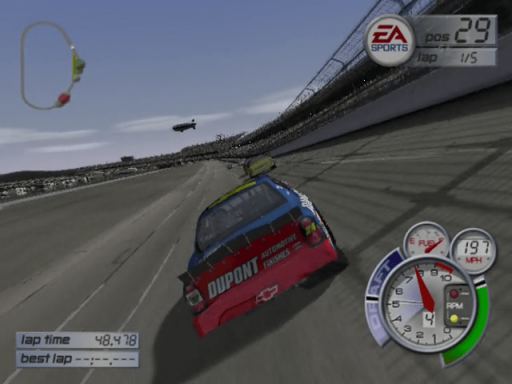 EA
SPORTS
pos 29
lap 1/5
DUPONT AUTOMOTIVE
FINISHES
FUEL
197
MPH
DRAFT
RPM
4
lap time 48.478
best lap --:--.---